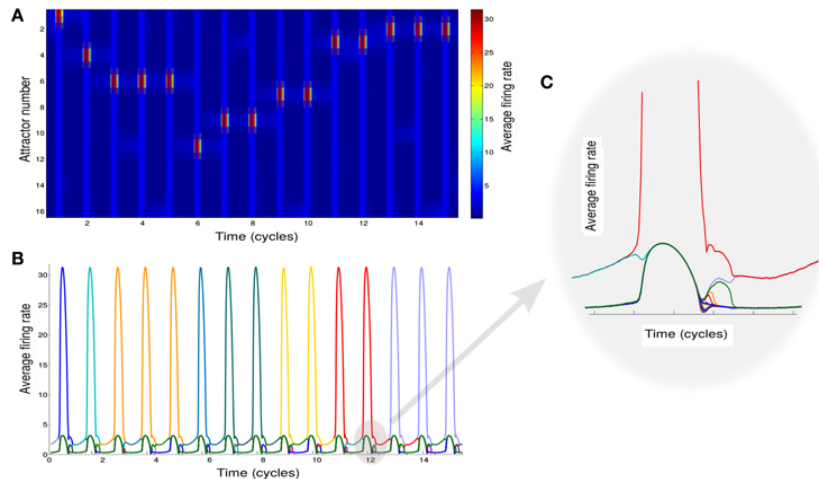 A
2
4
6
8
10
12
14
16
Attractor number
2 4 6 8 10 12 14
Time (cycles)
30
25
20
15
10
5
Average firing rate
B
30
25
20
15
10
5
0
Average firing rate
0 2 4 6 8 10 12 14
Time (cycles)
C
Average firing rate
Time (cycles)